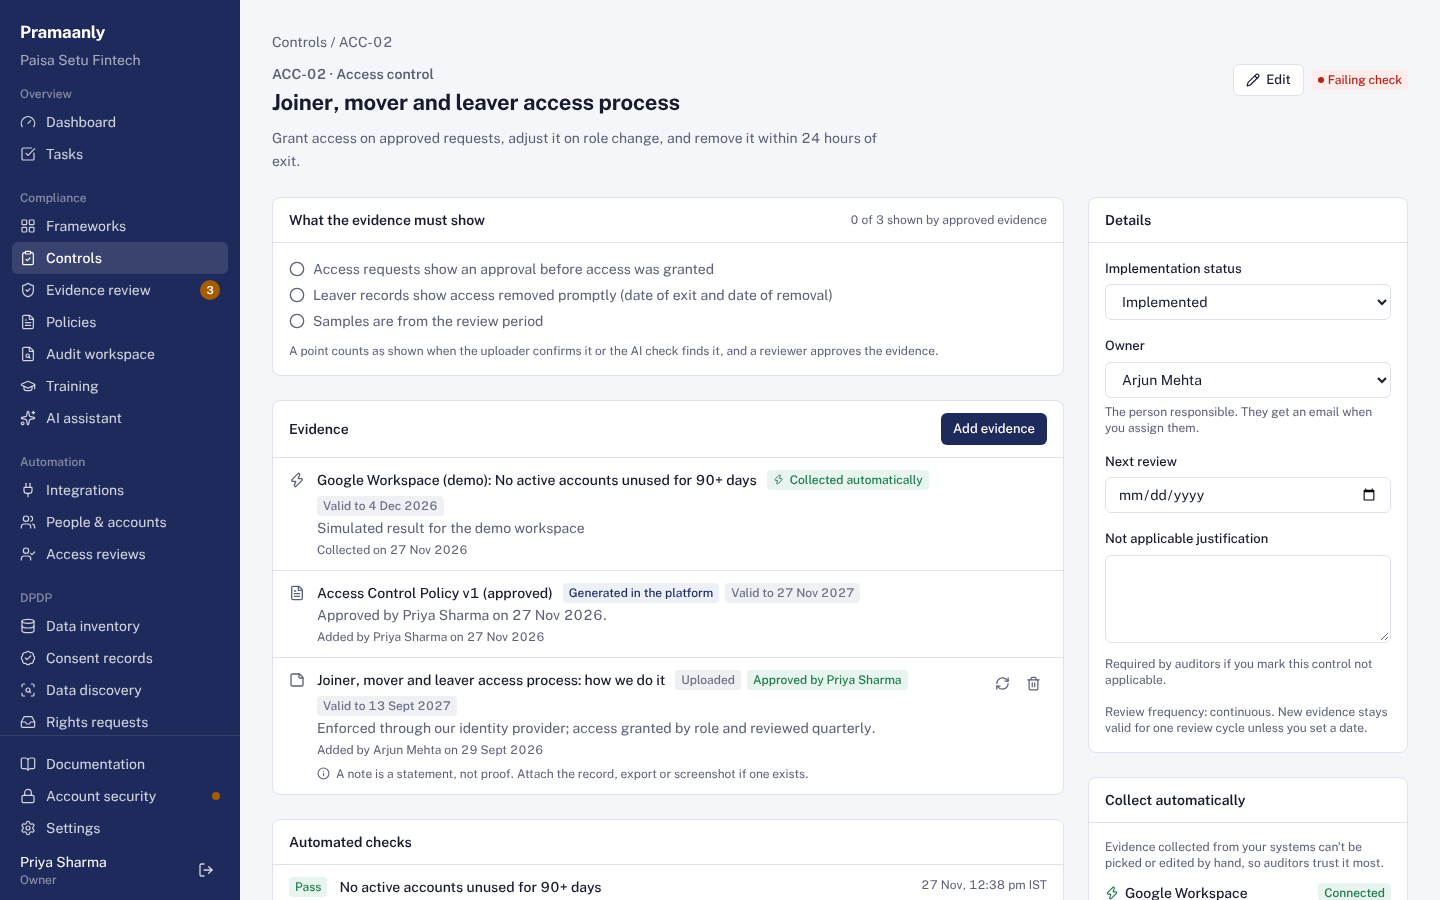 Pramaanly
Paisa Setu Fintech
Overview
Dashboard
Tasks
Compliance
Frameworks
Controls
Evidence review
3
Policies
Audit workspace
Training
AI assistant
Automation
Integrations
People & accounts
Access reviews
DPDP
Data inventory
Consent records
Data discovery
Rights requests
Documentation
Account security
Settings
Priya Sharma
Owner
Controls / ACC-02
ACC-02 · Access control
Joiner, mover and leaver access process
Grant access on approved requests, adjust it on role change, and remove it within 24 hours of
exit.
Edit
Failing check
What the evidence must show
0 of 3 shown by approved evidence
Access requests show an approval before access was granted
Leaver records show access removed promptly (date of exit and date of removal)
Samples are from the review period
A point counts as shown when the uploader confirms it or the AI check finds it, and a reviewer approves the evidence.
Evidence
Add evidence
Google Workspace (demo): No active accounts unused for 90+ days
Collected automatically
Valid to 4 Dec 2026
Simulated result for the demo workspace
Collected on 27 Nov 2026
Access Control Policy v1 (approved)
Generated in the platform
Valid to 27 Nov 2027
Approved by Priya Sharma on 27 Nov 2026.
Added by Priya Sharma on 27 Nov 2026
Joiner, mover and leaver access process: how we do it
Uploaded
Approved by Priya Sharma
Valid to 13 Sept 2027
Enforced through our identity provider; access granted by role and reviewed quarterly.
Added by Arjun Mehta on 29 Sept 2026
A note is a statement, not proof. Attach the record, export or screenshot if one exists.
Automated checks
Pass
No active accounts unused for 90+ days
27 Nov, 12:38 pm IST
Details
Implementation status
Implemented
Owner
Arjun Mehta
The person responsible. They get an email when
you assign them.
Next review
mm/dd/yyyy
Not applicable justification
Required by auditors if you mark this control not
applicable.
Review frequency: continuous. New evidence stays
valid for one review cycle unless you set a date.
Collect automatically
Evidence collected from your systems can't be
picked or edited by hand, so auditors trust it most.
Google Workspace
Connected